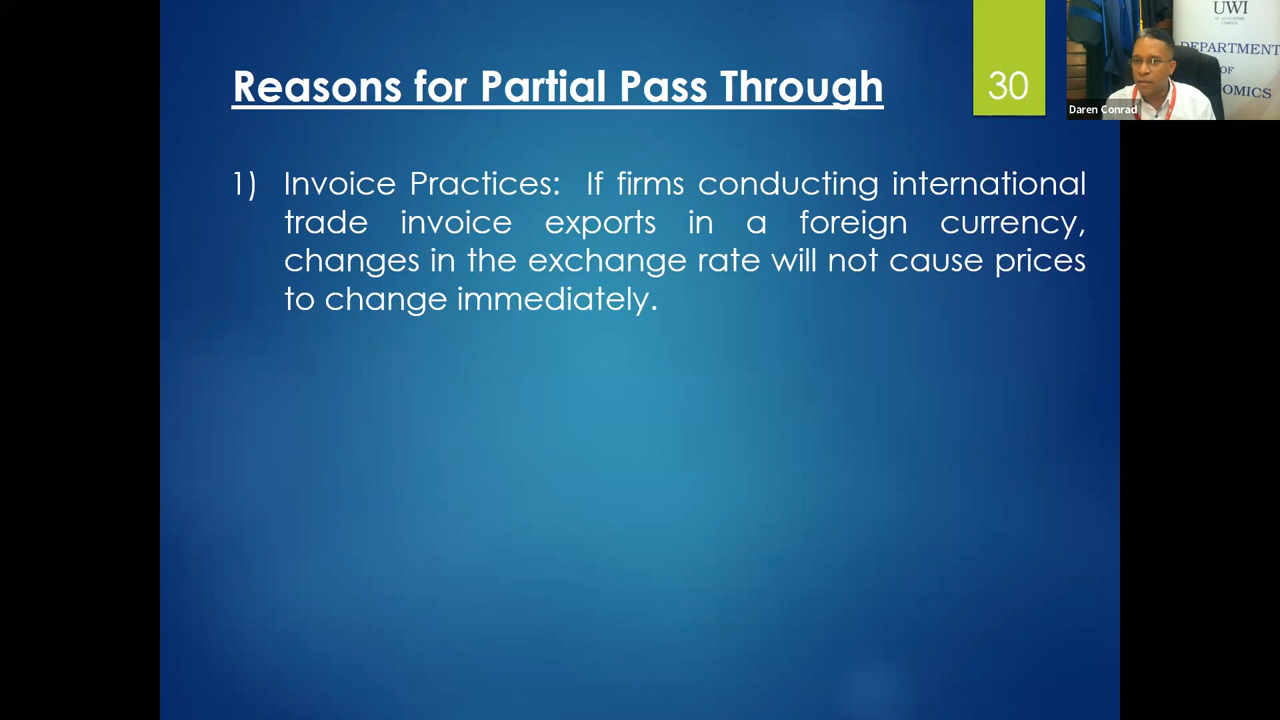 Reasons for Partial Pass Through
30
1) Invoice Practices: If firms conducting international
trade invoice exports in a foreign currency,
changes in the exchange rate will not cause prices
to change immediately.
UWI
DEPARTMENT
OF
OMICS
Daren Conrad